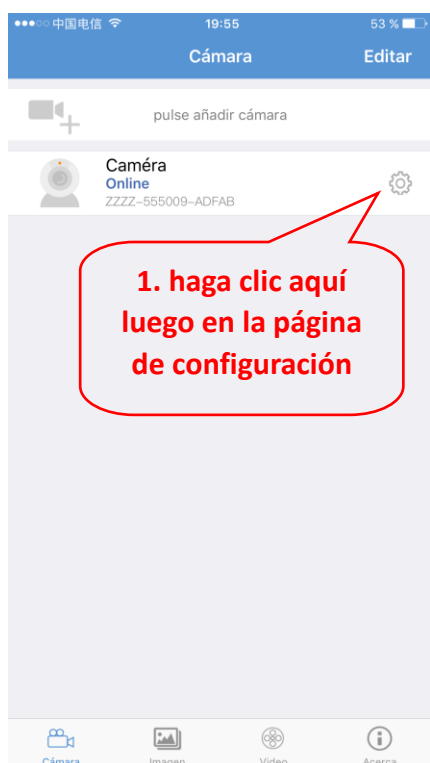 中国电信 19:55 53 %
Cámara Editar
pulse añadir cámara
Caméra
Online
ZZZZ-555009-ADFAB
1. haga clic aquí
luego en la página
de configuración
Cámara Imagen Video Acerca